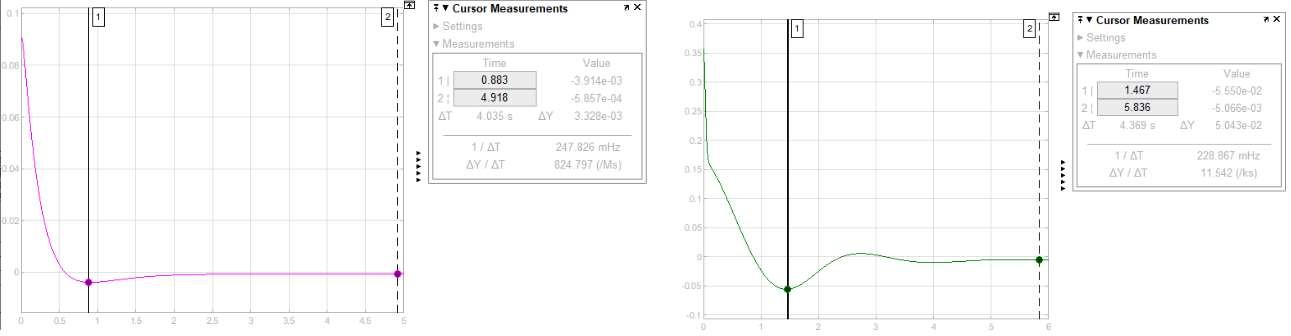 0.1
0.08
0.06
0.04
0.02
0
0 0.5 1 1.5 2 2.5 3 3.5 4 4.5 5
1
2
Cursor Measurements
Settings
Measurements
Time Value
1 | 0.883 -3.914e-03
2 ¦ 4.918 -5.857e-04
ΔT 4.035 s ΔY 3.328e-03
1 / ΔT 247.826 mHz
ΔY / ΔT 824.797 (/Ms)
0.4
0.35
0.3
0.25
0.2
0.15
0.1
0.05
0
-0.05
-0.1
0 1 2 3 4 5 6
1
2
Cursor Measurements
Settings
Measurements
Time Value
1 | 1.467 -5.550e-02
2 ¦ 5.836 -5.066e-03
ΔT 4.369 s ΔY 5.043e-02
1 / ΔT 228.867 mHz
ΔY / ΔT 11.542 (/ks)